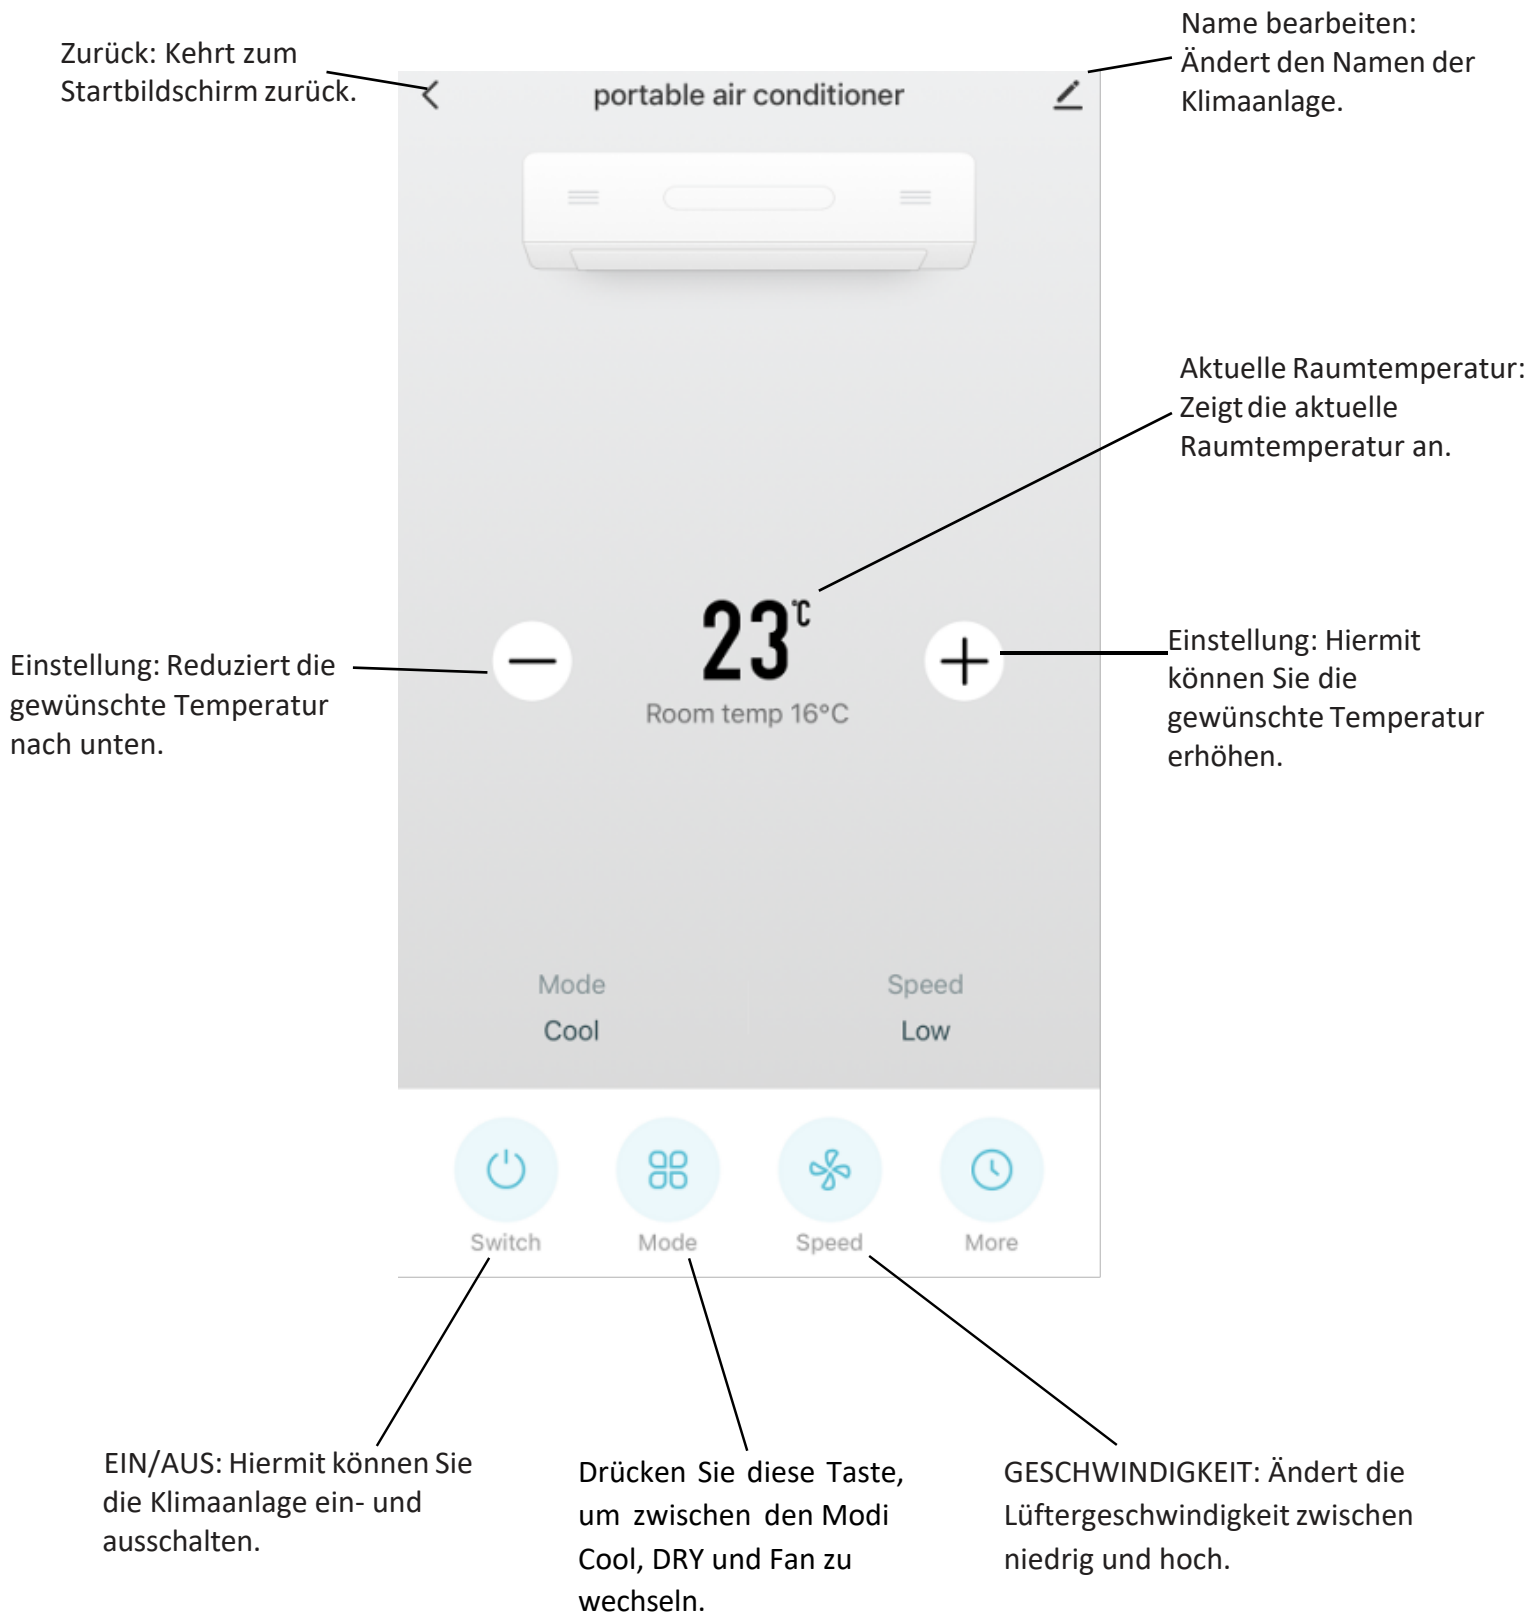 Name bearbeiten:
Ändert den Namen der
Klimaanlage.
Zurück: Kehrt zum
Startbildschirm zurück.
portable air conditioner
Aktuelle Raumtemperatur:
Zeigt die aktuelle
Raumtemperatur an.
23°C
Room temp 16°C
Einstellung: Reduziert die
gewünschte Temperatur
nach unten.
Einstellung: Hiermit
können Sie die
gewünschte Temperatur
erhöhen.
Mode
Speed
Cool
Low
Switch
Mode
Speed
More
EIN/AUS: Hiermit können Sie
die Klimaanlage ein- und
ausschalten.
Drücken Sie diese Taste,
um zwischen den Modi
Cool, DRY und Fan zu
wechseln.
GESCHWINDIGKEIT: Ändert die
Lüftergeschwindigkeit zwischen
niedrig und hoch.